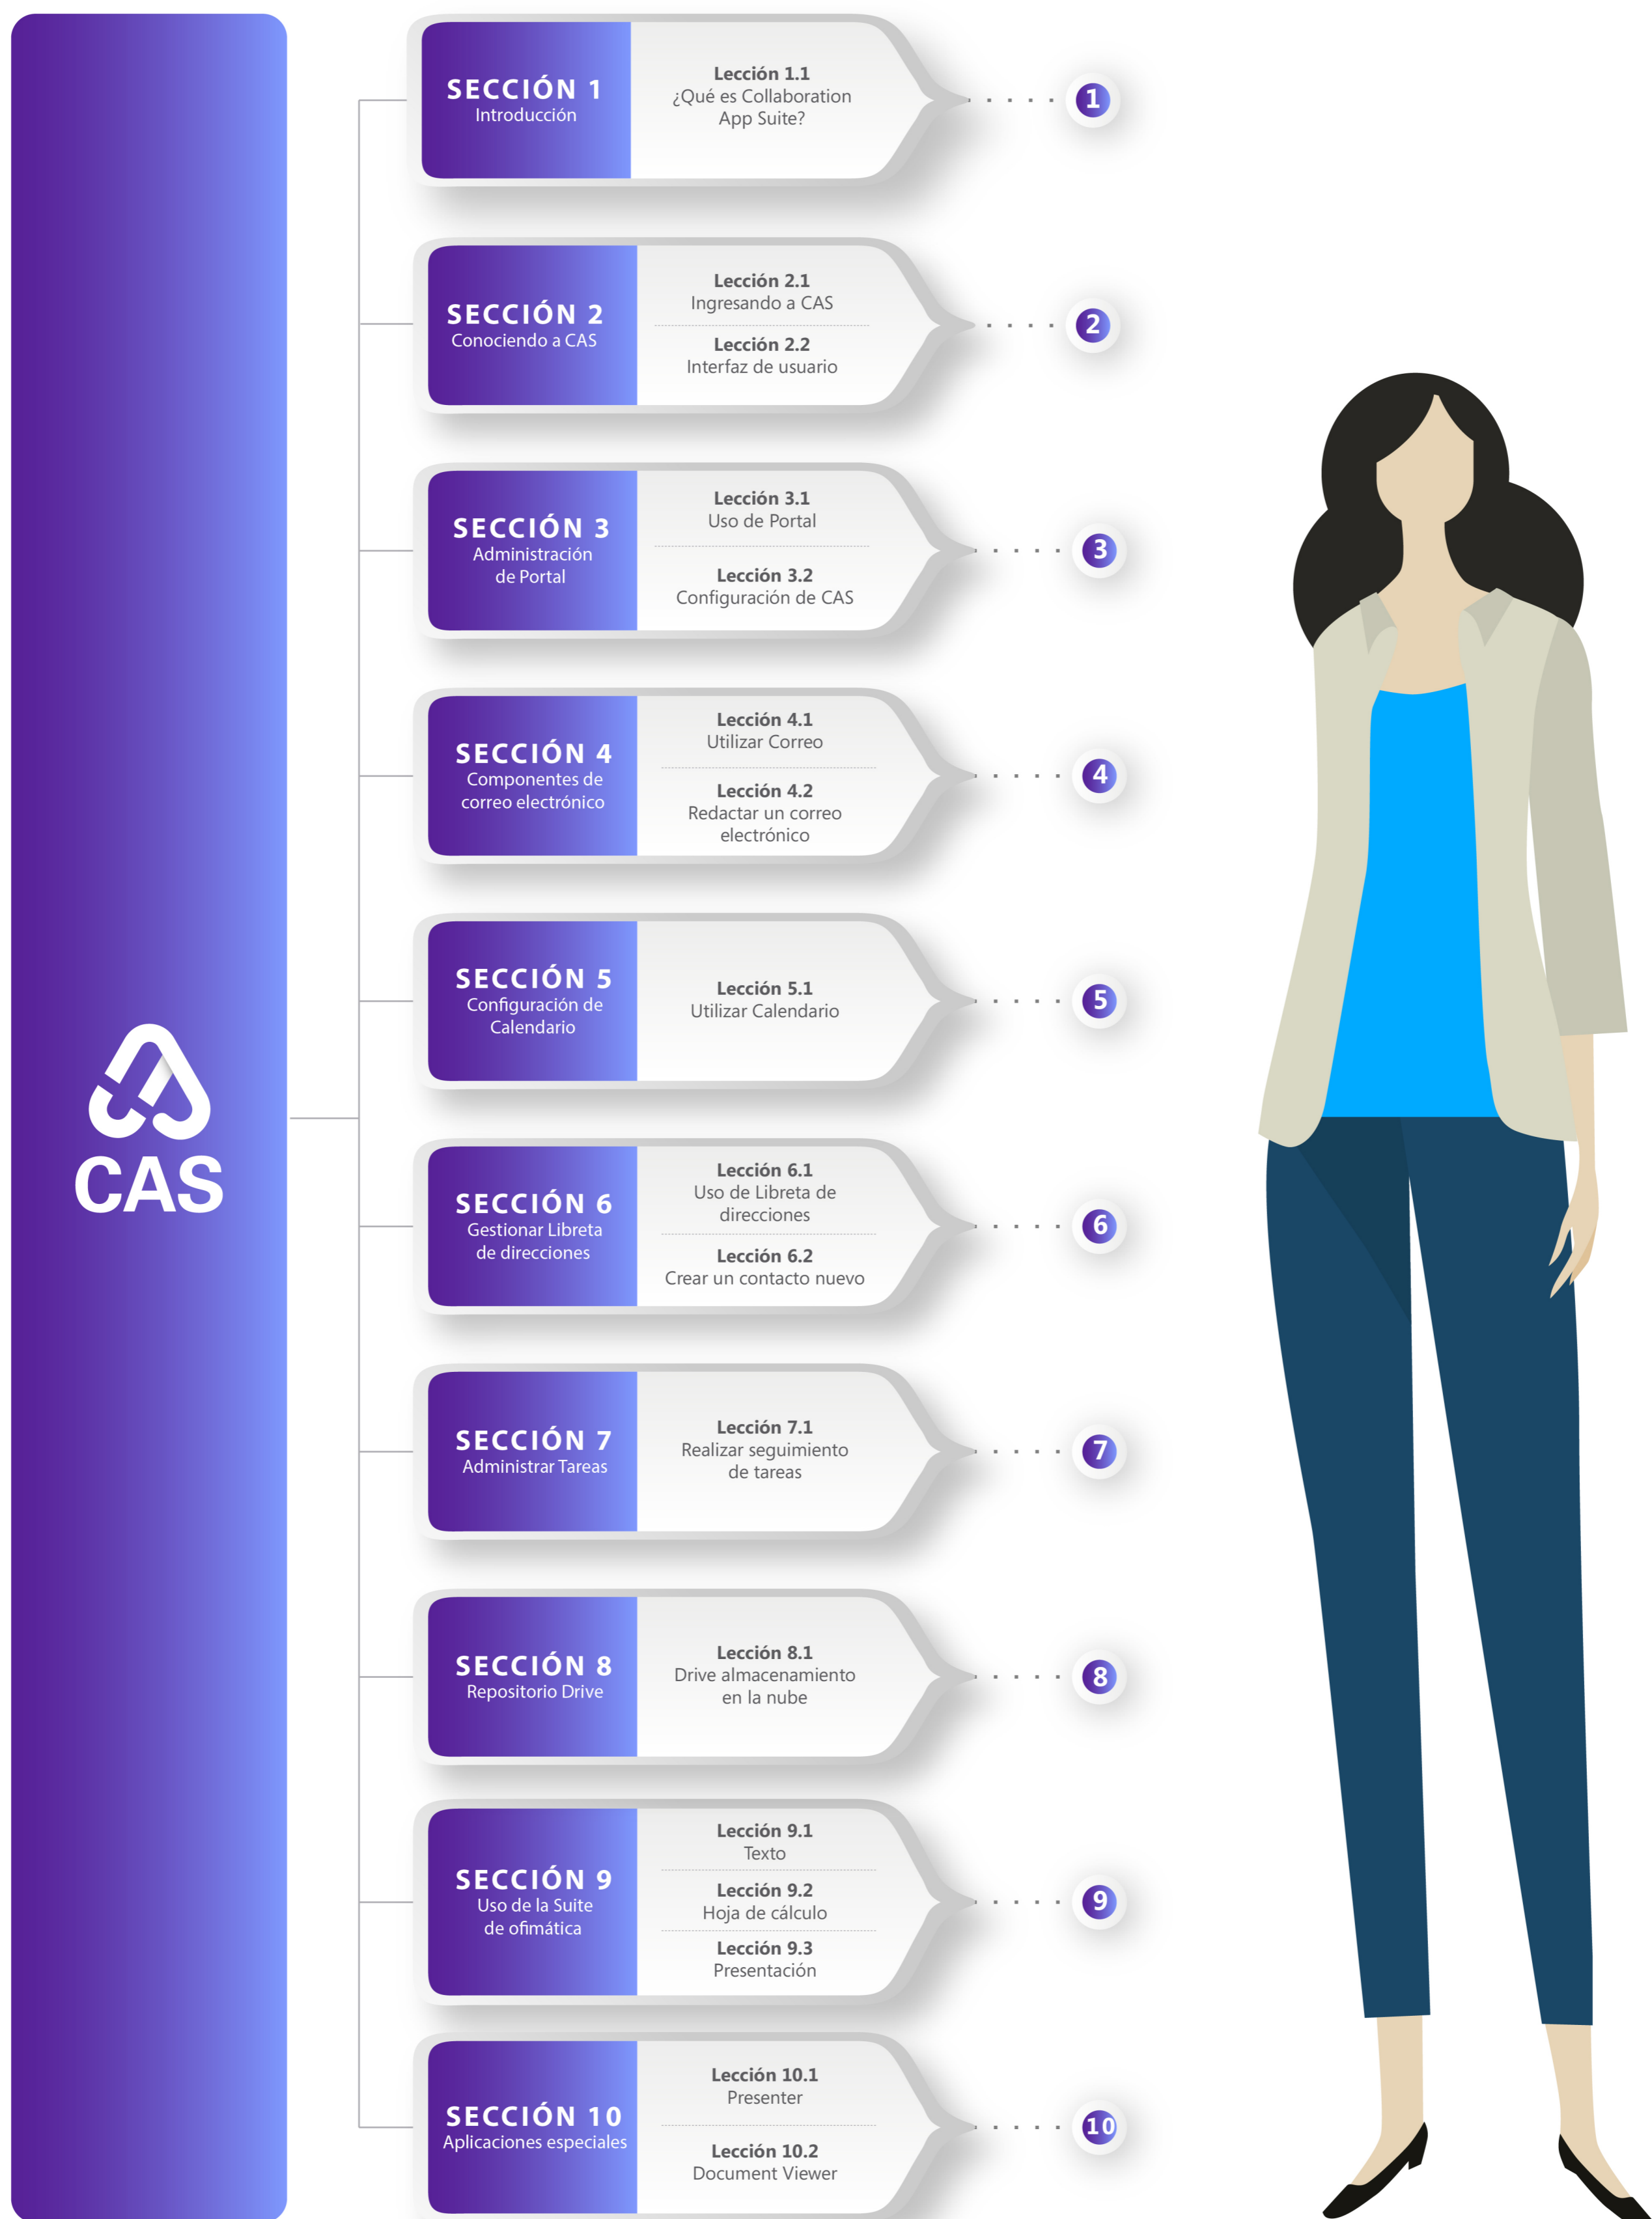 CAS
SECCIÓN 1
Introducción
Lección 1.1
¿Qué es Collaboration
App Suite?
1
SECCIÓN 2
Conociendo a CAS
Lección 2.1
Ingresando a CAS
Lección 2.2
Interfaz de usuario
2
SECCIÓN 3
Administración
de Portal
Lección 3.1
Uso de Portal
Lección 3.2
Configuración de CAS
3
SECCIÓN 4
Componentes de
correo electrónico
Lección 4.1
Utilizar Correo
Lección 4.2
Redactar un correo
electrónico
4
SECCIÓN 5
Configuración de
Calendario
Lección 5.1
Utilizar Calendario
5
SECCIÓN 6
Gestionar Libreta
de direcciones
Lección 6.1
Uso de Libreta de
direcciones
Lección 6.2
Crear un contacto nuevo
6
SECCIÓN 7
Administrar Tareas
Lección 7.1
Realizar seguimiento
de tareas
7
SECCIÓN 8
Repositorio Drive
Lección 8.1
Drive almacenamiento
en la nube
8
SECCIÓN 9
Uso de la Suite
de ofimática
Lección 9.1
Texto
Lección 9.2
Hoja de cálculo
Lección 9.3
Presentación
9
SECCIÓN 10
Aplicaciones especiales
Lección 10.1
Presenter
Lección 10.2
Document Viewer
10